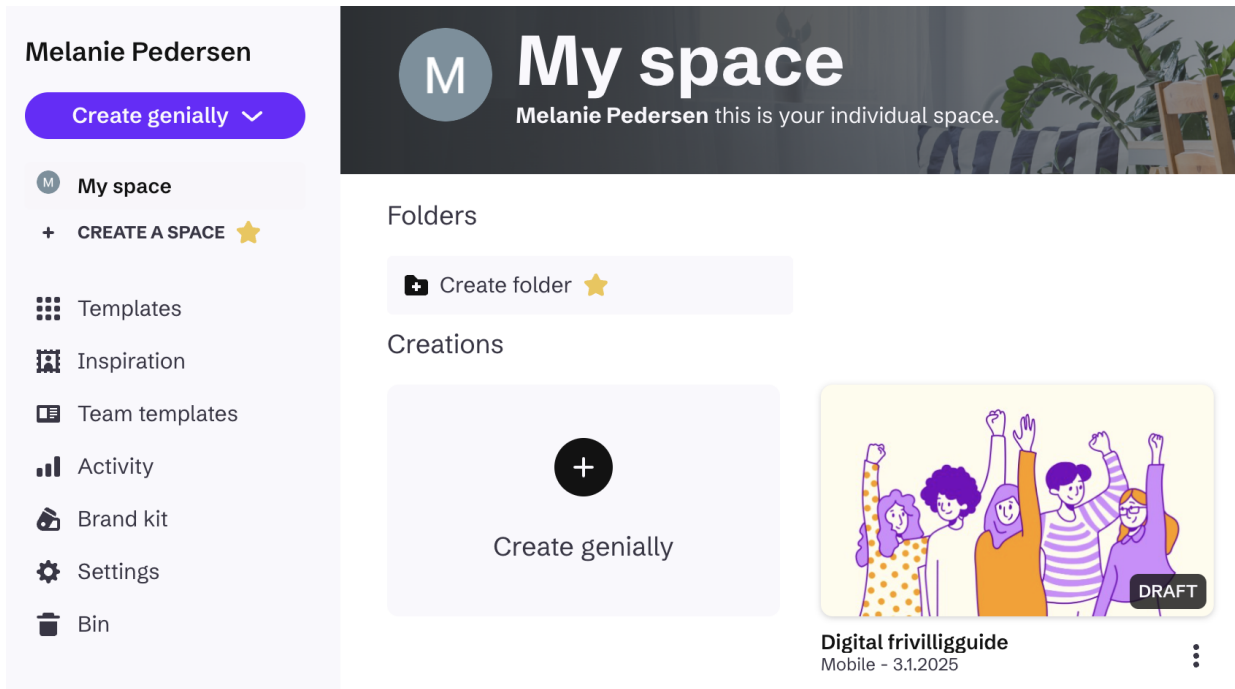 Melanie Pedersen
Create genially
M
My space
+ CREATE A SPACE
Templates
Inspiration
Team templates
Activity
Brand kit
Settings
Bin
M
My space
Melanie Pedersen this is your individual space.
Folders
Create folder
Creations
Create genially
DRAFT
Digital frivilligguide
Mobile - 3.1.2025